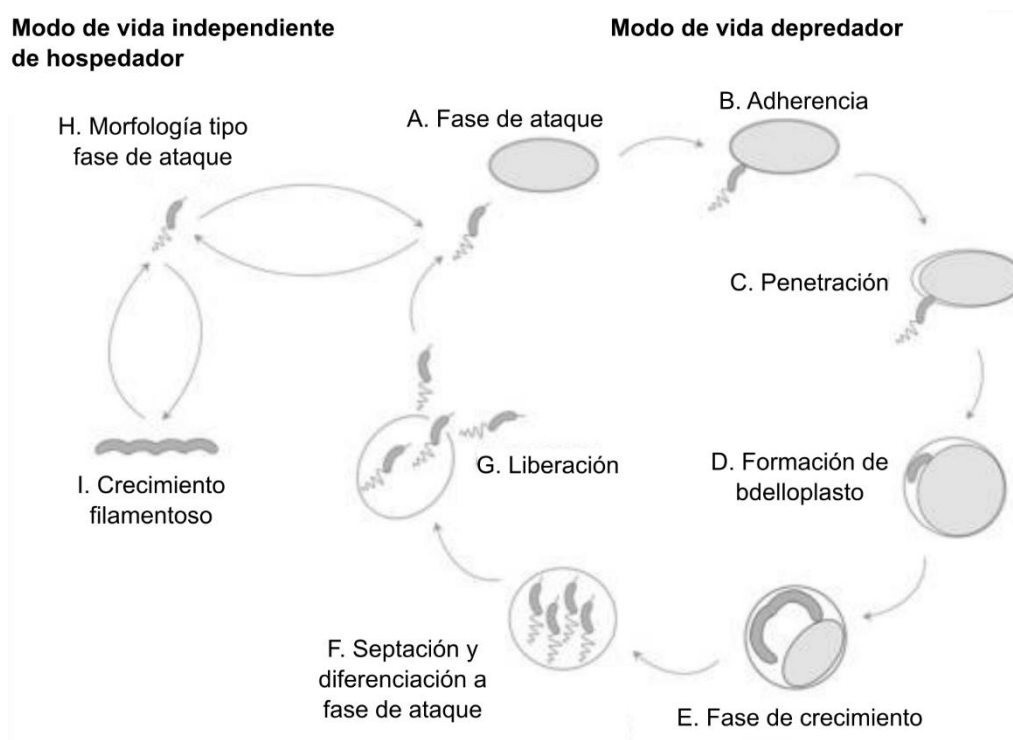 Modo de vida independiente
de hospedador
Modo de vida depredador
H. Morfología tipo
fase de ataque
A. Fase de ataque
B. Adherencia
C. Penetración
D. Formación de
bdelloplasto
E. Fase de crecimiento
F. Septación y
diferenciación a
fase de ataque
G. Liberación
I. Crecimiento
filamentoso